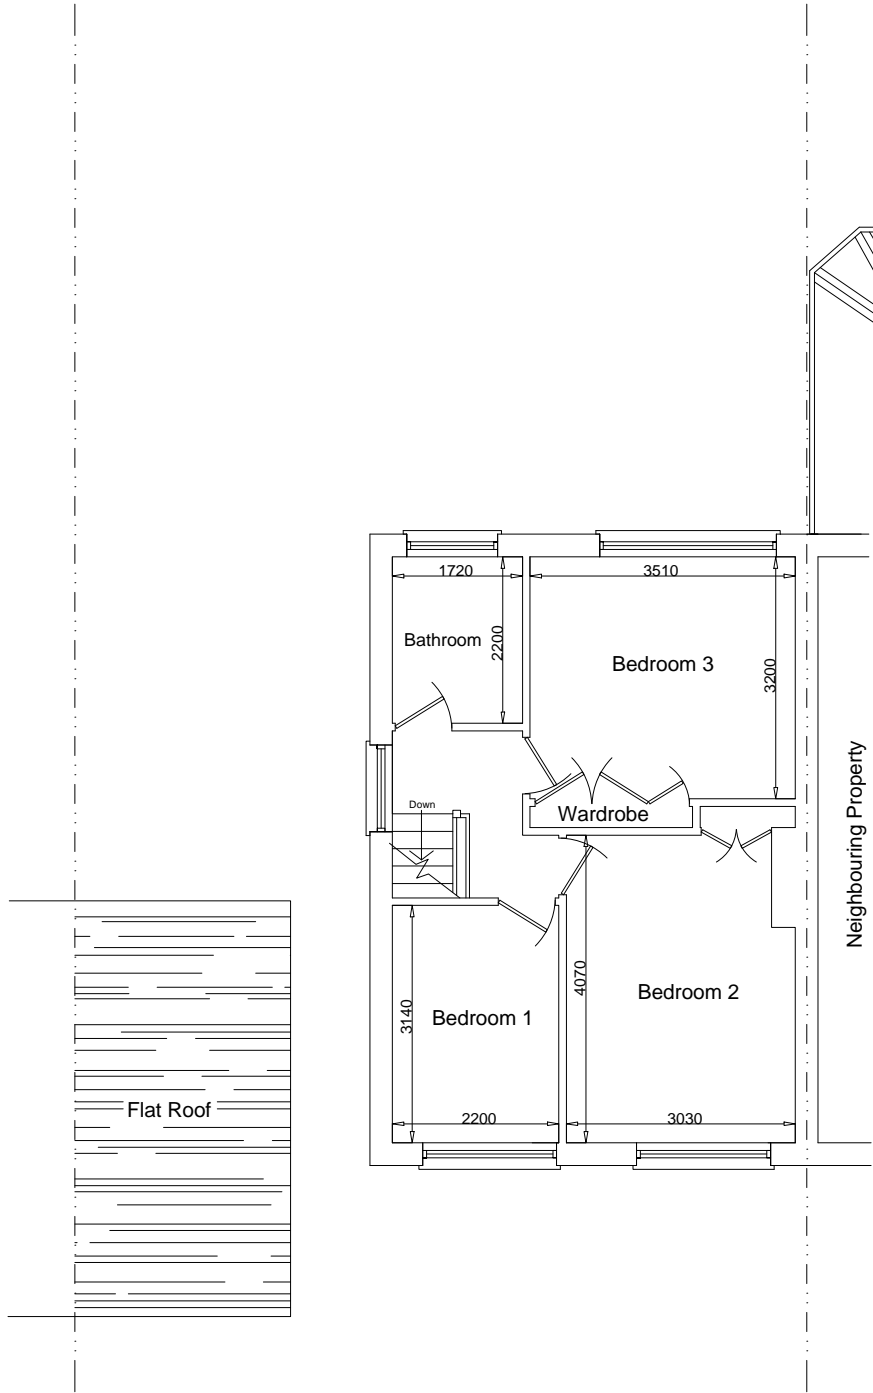 1720
3510
Bathroom
2200
Bedroom 3
3200
Down
Wardrobe
Neighbouring Property
4070
3140
Bedroom 1
Bedroom 2
Flat Roof
2200
3030